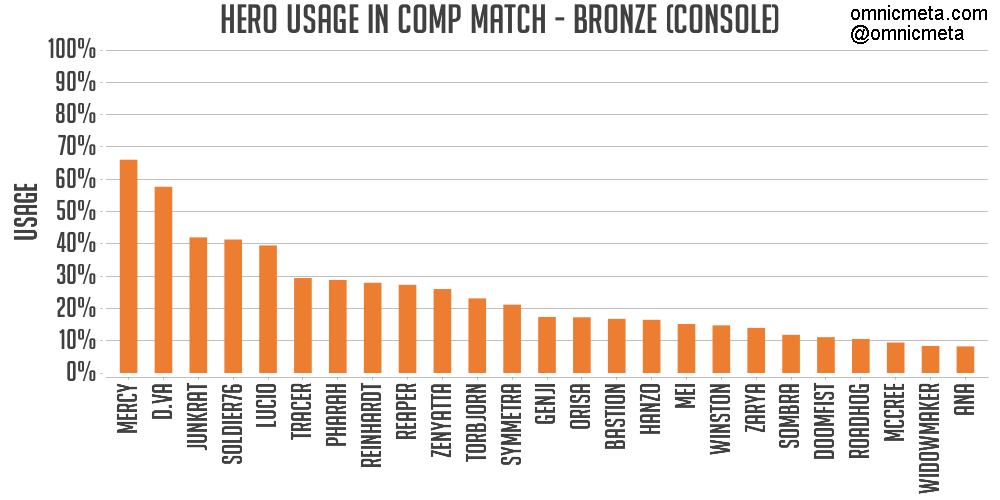 HERO USAGE IN COMP MATCH - BRONZE (CONSOLE)
omnicmeta.com
@omnicmeta
100%
90%
80%
70%
60%
50%
40%
30%
20%
10%
0%
USAGE
MERCY
D.VA
JUNKRAT
SOLDIER76
LUCIO
TRACER
PHARAH
REINHARDT
REAPER
ZENYATTA
TORBJORN
SYMMETRA
GENJI
ORISA
BASTION
HANZO
MEI
WINSTON
ZARYA
SOMBRA
DOOMFIST
ROADHOG
MCCREE
WIDOWMAKER
ANA